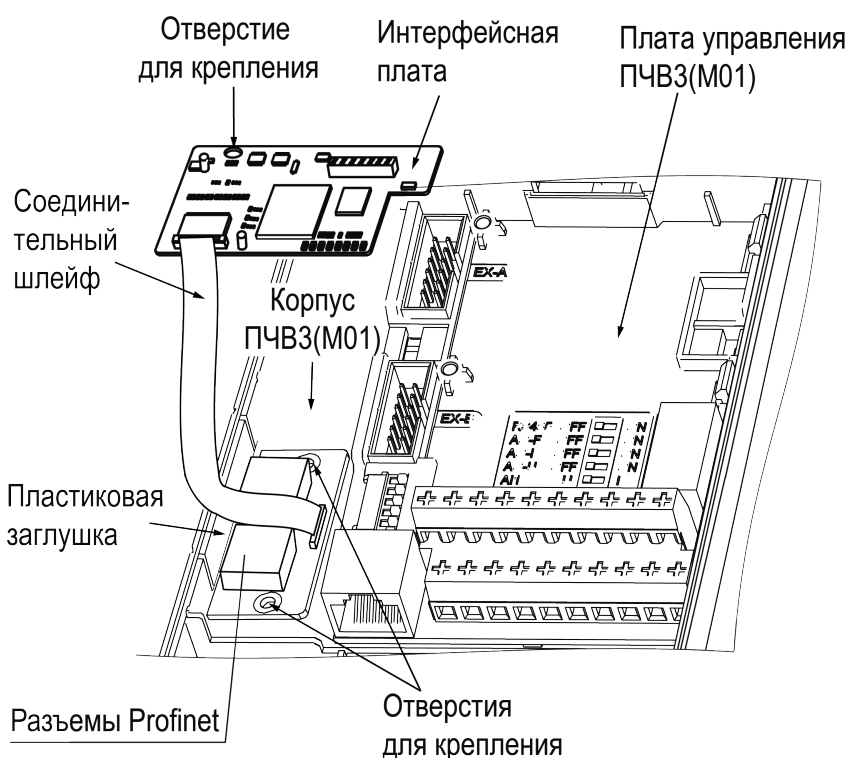 Отверстие
для крепления
Интерфейсная
плата
Плата управления
ПЧВ3(М01)
Соедини-
тельный
шлейф
Корпус
ПЧВ3(М01)
EX-A
Пластиковая
заглушка
Разъемы Profinet
Отверстия
для крепления